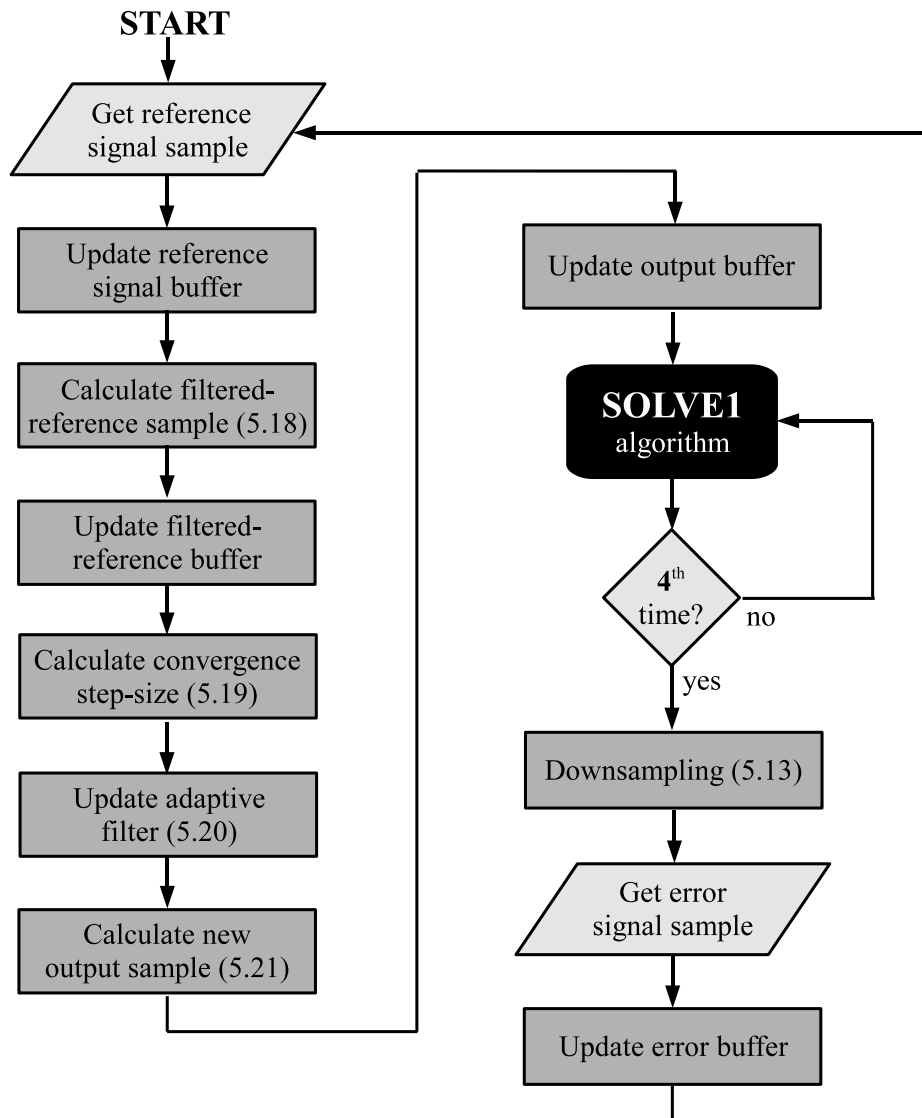 START
Get reference
signal sample
Update reference
signal buffer
Calculate filtered-
reference sample (5.18)
Update filtered-
reference buffer
Calculate convergence
step-size (5.19)
Update adaptive
filter (5.20)
Calculate new
output sample (5.21)
Update output buffer
SOLVE1
algorithm
4th
time?
no
yes
Downsampling (5.13)
Get error
signal sample
Update error buffer